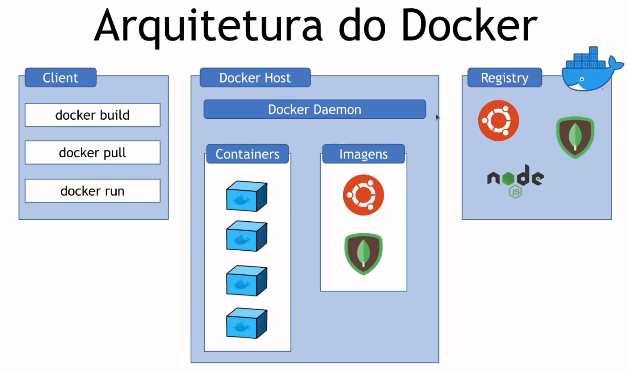 Arquitetura do Docker
Client
docker build
docker pull
docker run
Docker Host
Docker Daemon
Containers
Imagens
Registry
node
JS